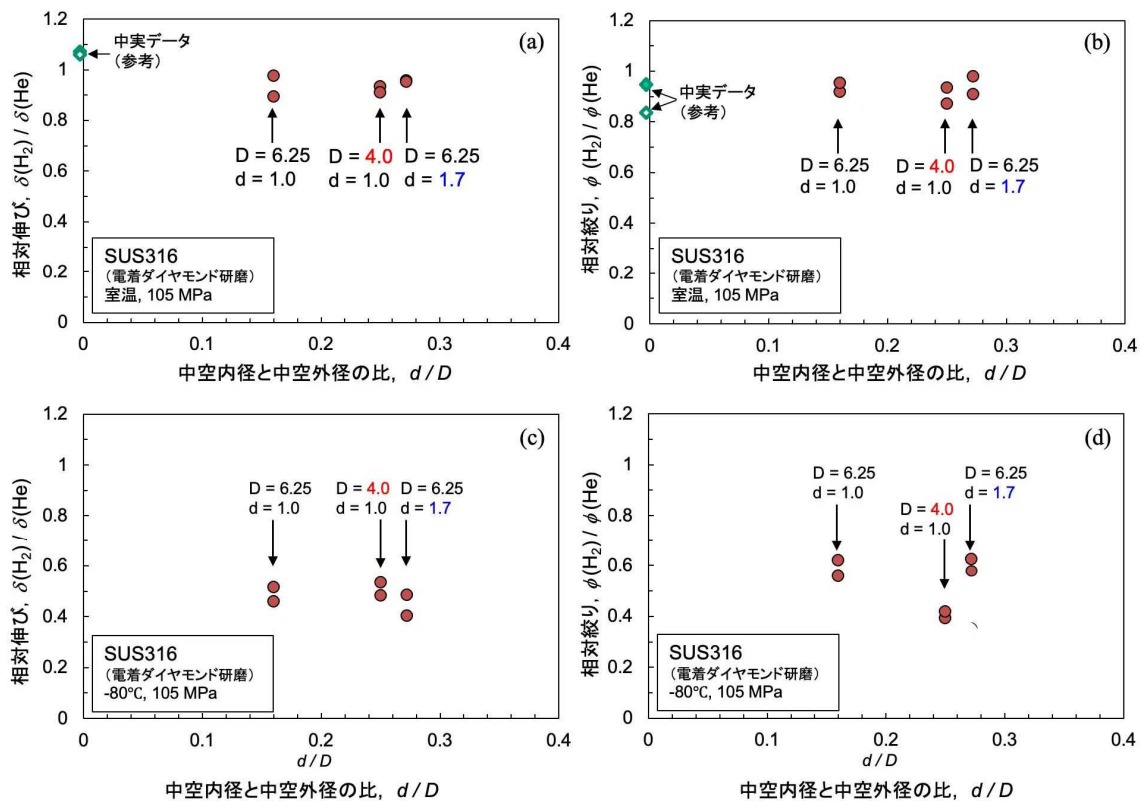 (a)
1.2
1
0.8
0.6
0.4
0.2
0
相対伸び, δ(H₂) / δ(He)
中実データ
(参考)
D = 6.25
d = 1.0
D = 4.0
d = 1.0
D = 6.25
d = 1.7
SUS316
(電着ダイヤモンド研磨)
室温, 105 MPa
0 0.1 0.2 0.3 0.4
中空内径と中空外径の比, d / D
(b)
1.2
1
0.8
0.6
0.4
0.2
0
相対絞り, φ (H₂) / φ (He)
中実データ
(参考)
D = 6.25
d = 1.0
D = 4.0
d = 1.0
D = 6.25
d = 1.7
SUS316
(電着ダイヤモンド研磨)
室温, 105 MPa
0 0.1 0.2 0.3 0.4
中空内径と中空外径の比, d / D
(c)
1.2
1
0.8
0.6
0.4
0.2
0
相対伸び, δ(H₂) / δ(He)
D = 6.25
d = 1.0
D = 4.0
d = 1.0
D = 6.25
d = 1.7
SUS316
(電着ダイヤモンド研磨)
-80℃, 105 MPa
0 0.1 0.2 0.3 0.4
d / D
中空内径と中空外径の比, d / D
(d)
1.2
1
0.8
0.6
0.4
0.2
0
相対絞り, φ (H₂) / φ (He)
D = 6.25
d = 1.0
D = 4.0
d = 1.0
D = 6.25
d = 1.7
SUS316
(電着ダイヤモンド研磨)
-80℃, 105 MPa
0 0.1 0.2 0.3 0.4
d / D
中空内径と中空外径の比, d / D